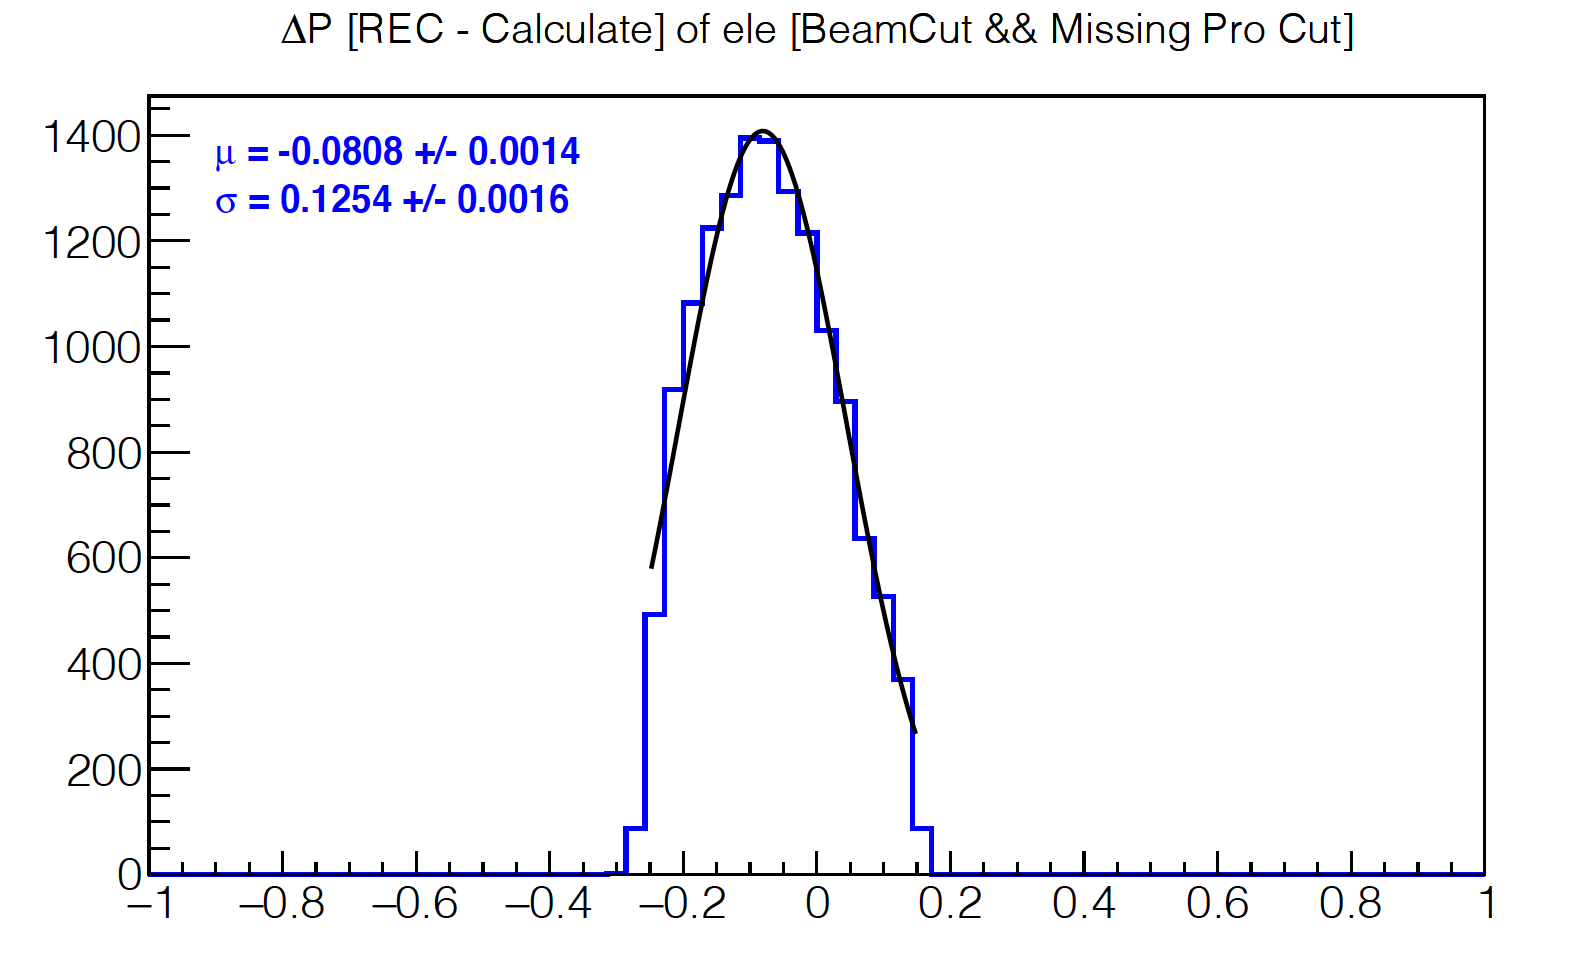 ΔP [REC - Calculate] of ele [BeamCut && Missing Pro Cut]
μ = -0.0808 +/- 0.0014
σ = 0.1254 +/- 0.0016
1400
1200
1000
800
600
400
200
0
−1 −0.8 −0.6 −0.4 −0.2 0 0.2 0.4 0.6 0.8 1